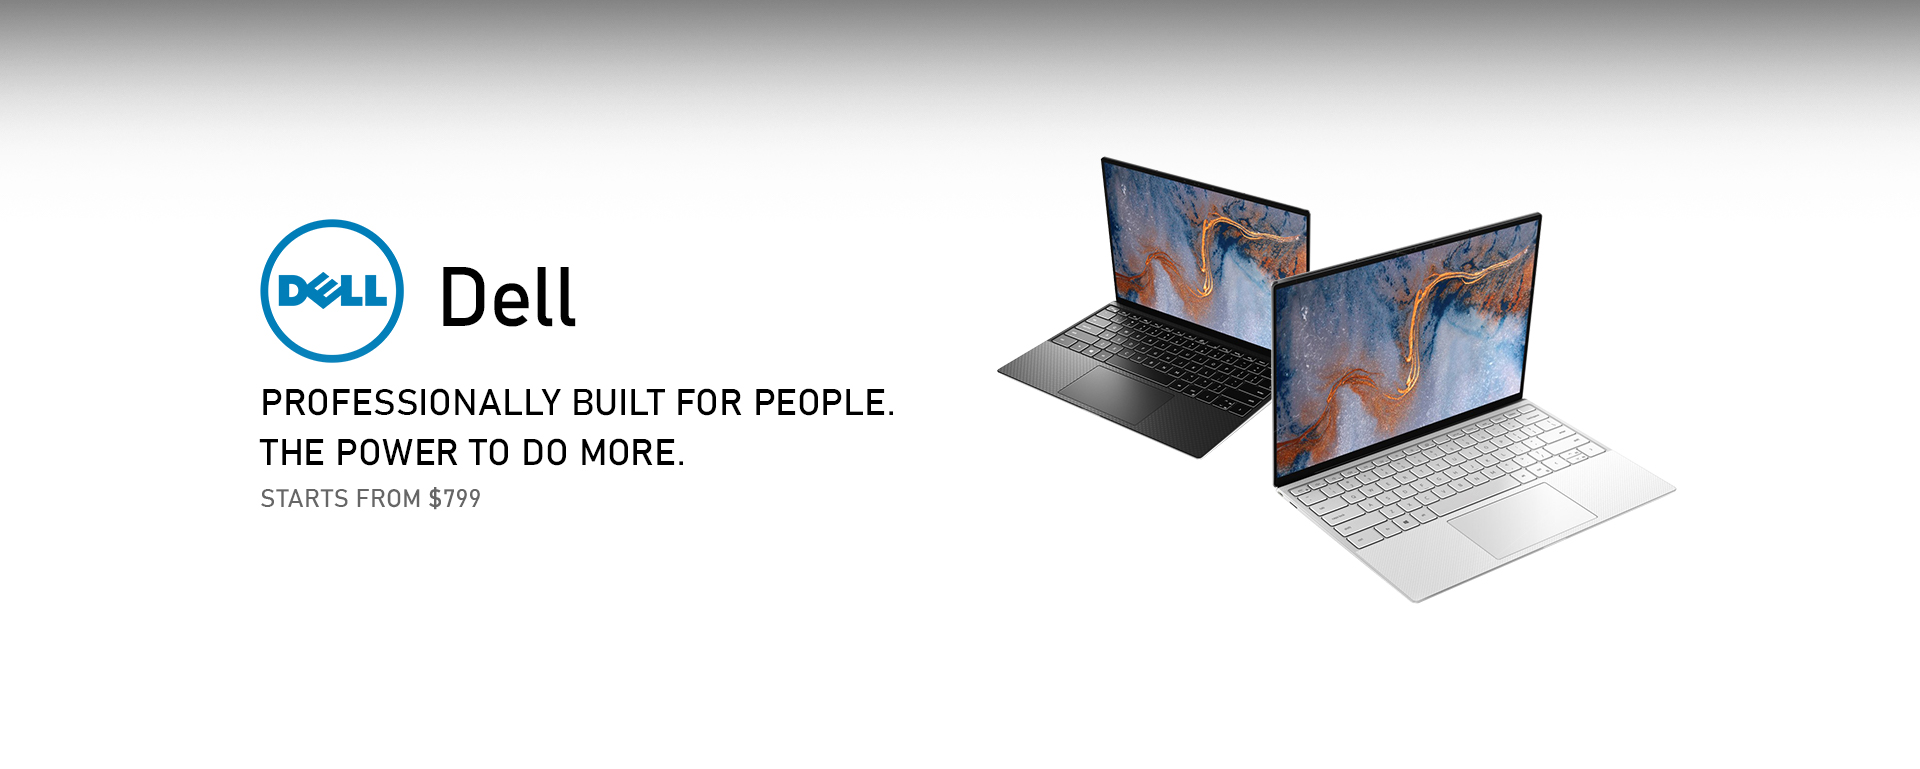 DELL
Dell
PROFESSIONALLY BUILT FOR PEOPLE.
THE POWER TO DO MORE.
STARTS FROM $799